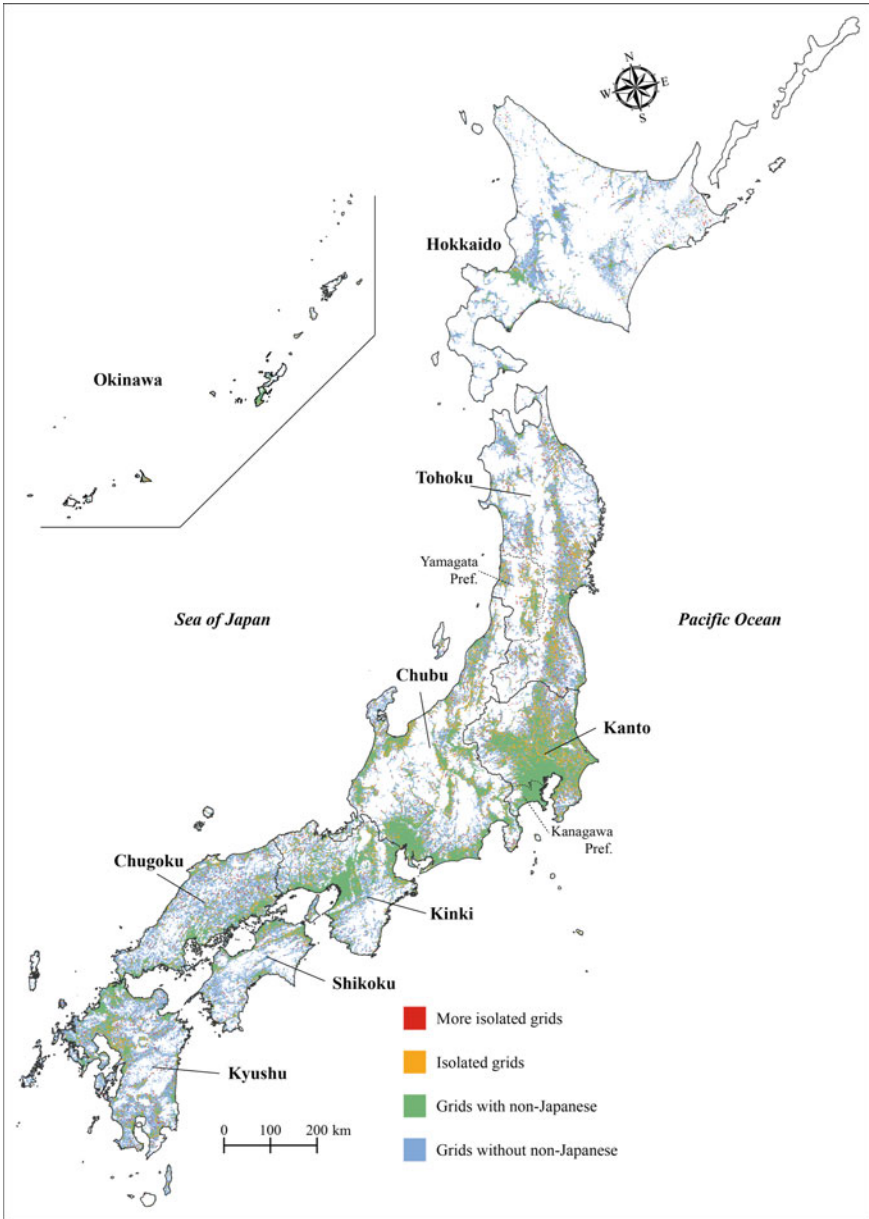 N
W E
S
Hokkaido
Okinawa
Tohoku
Yamagata
Pref.
Sea of Japan
Pacific Ocean
Chubu
Kanto
Kanagawa
Pref.
Chugoku
Kinki
Shikoku
Kyushu
More isolated grids
Isolated grids
Grids with non-Japanese
Grids without non-Japanese
0 100 200 km